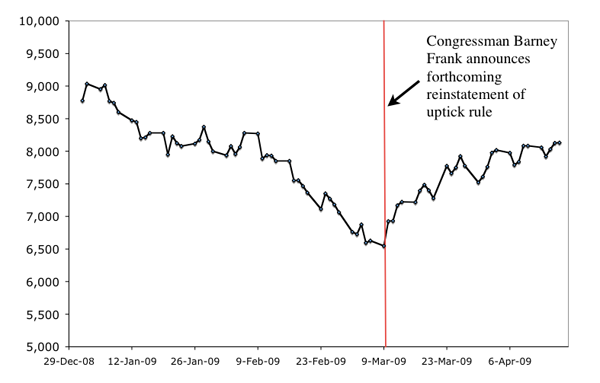 10,000
9,500
9,000
8,500
8,000
7,500
7,000
6,500
6,000
5,500
5,000
Congressman Barney
Frank announces
forthcoming
reinstatement of
uptick rule
29-Dec-08 12-Jan-09 26-Jan-09 9-Feb-09 23-Feb-09 9-Mar-09 23-Mar-09 6-Apr-09